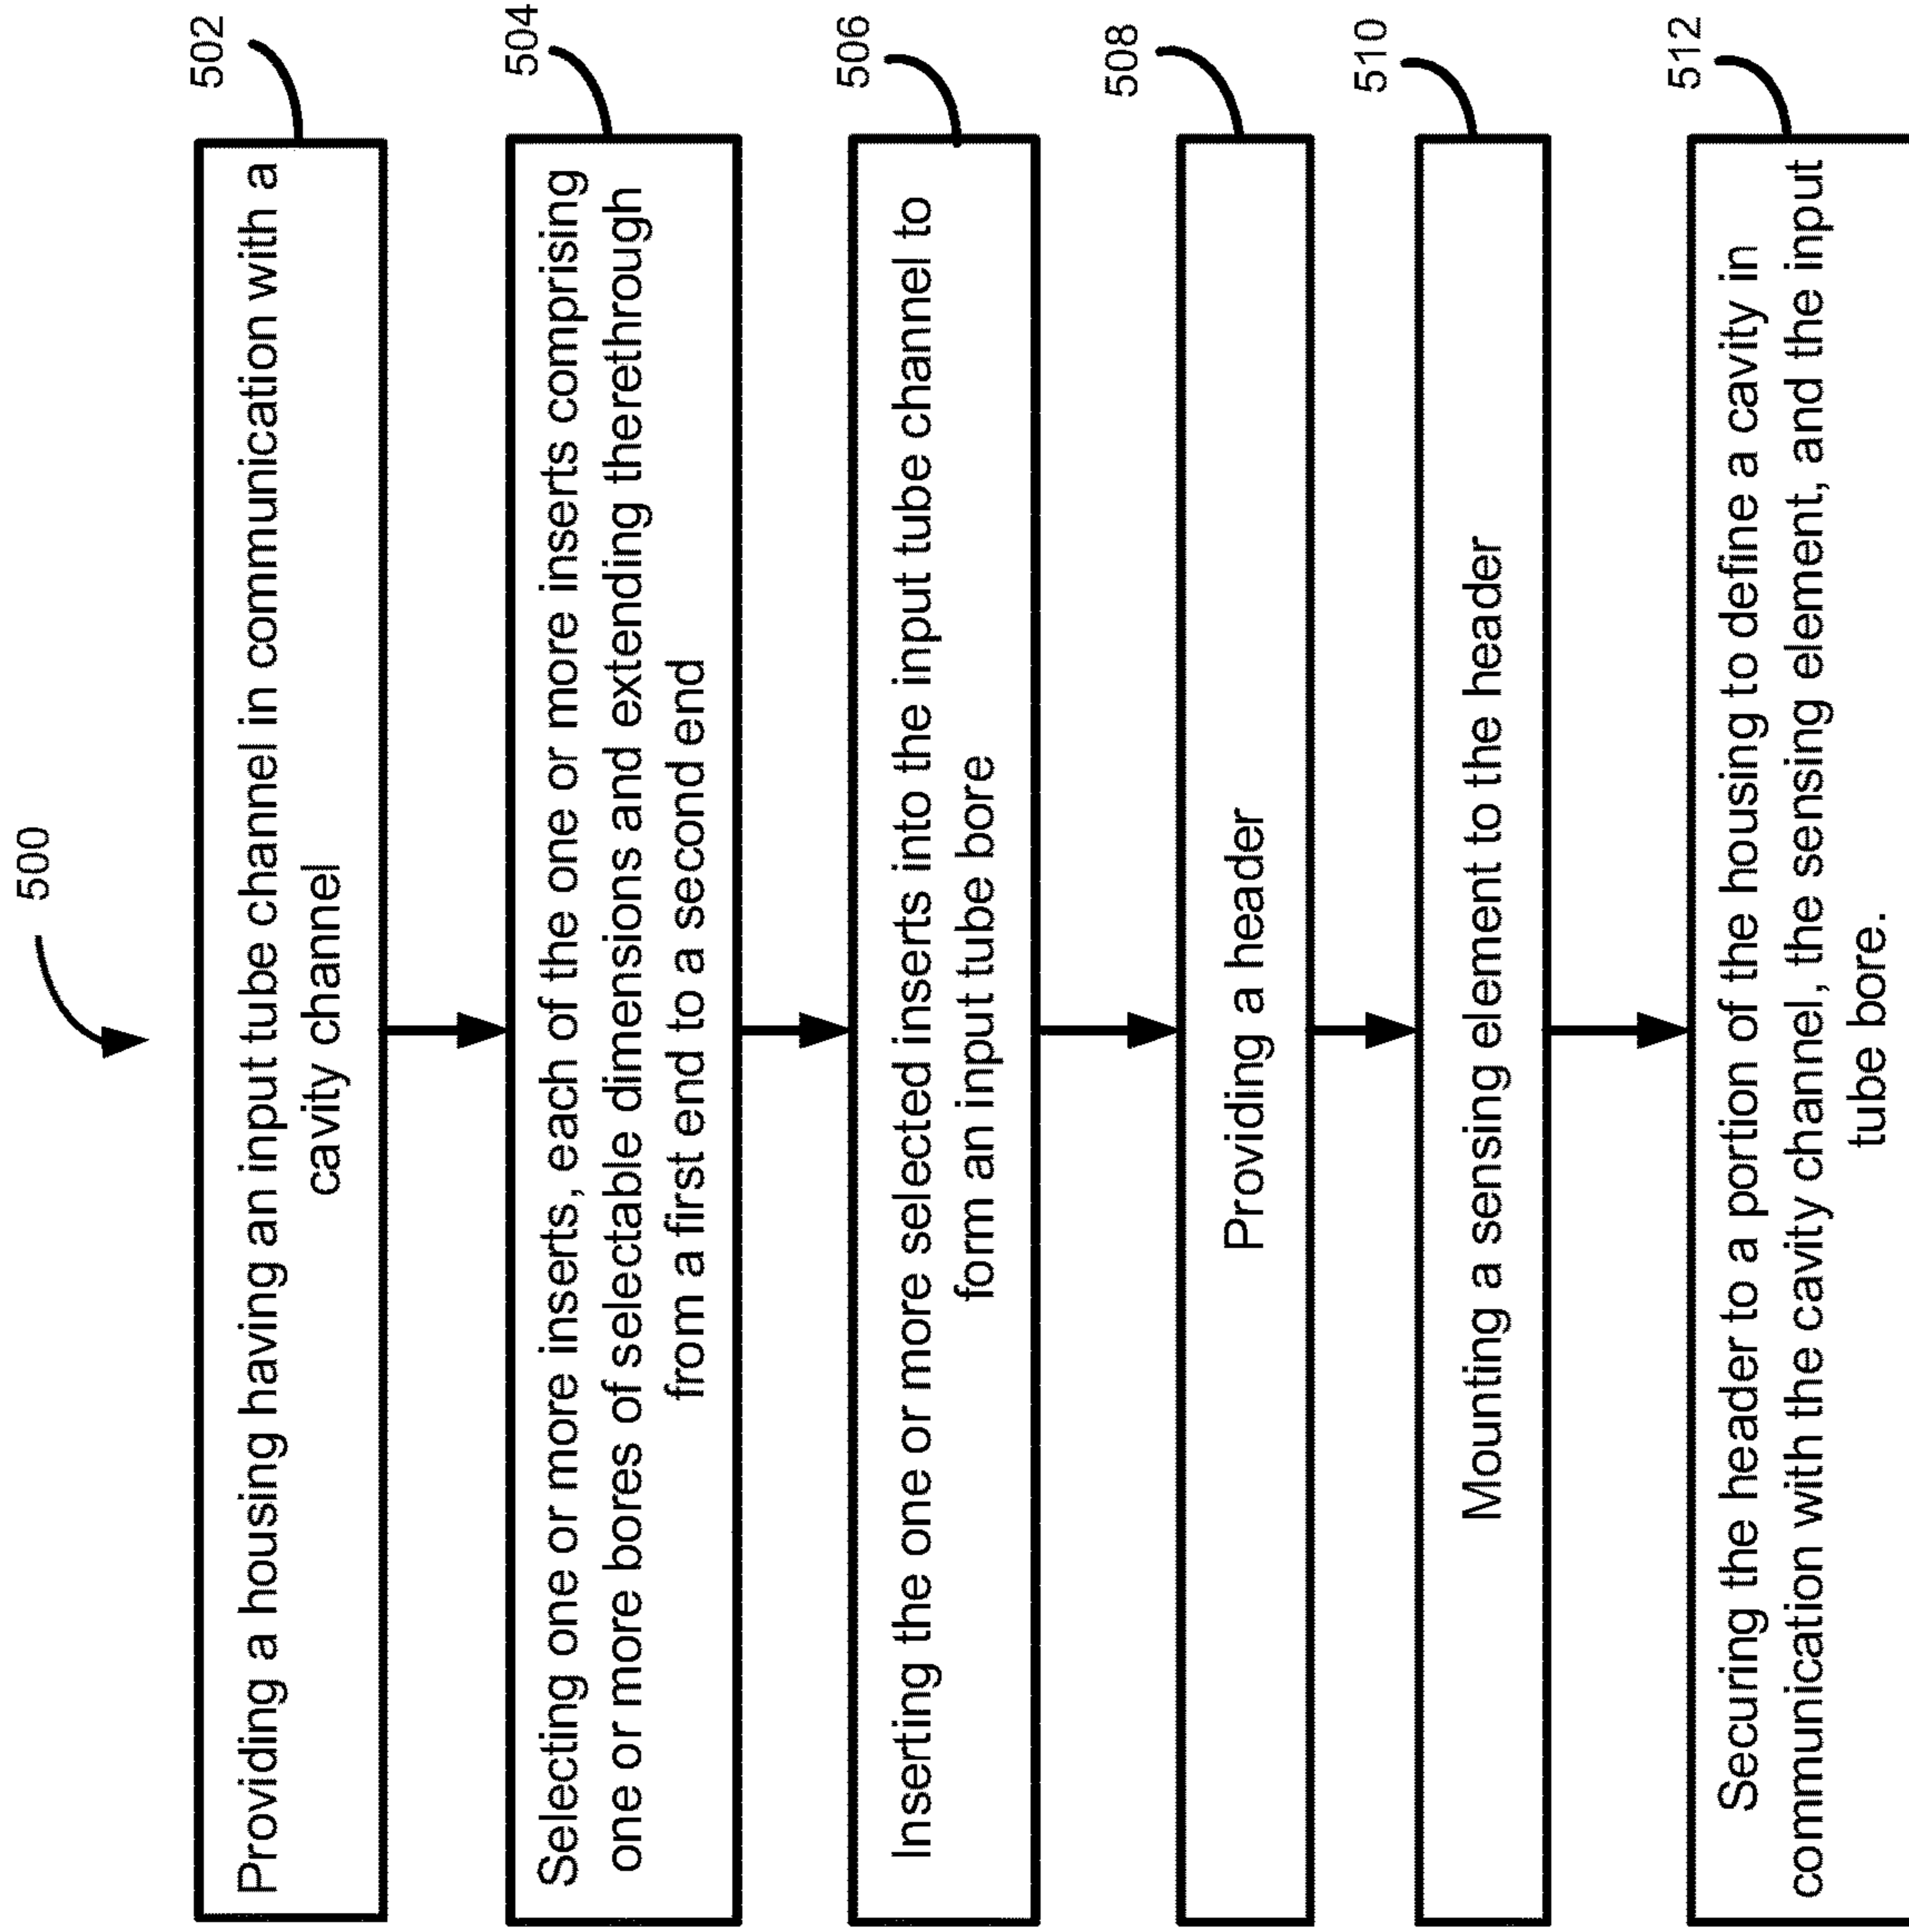 500
502
Providing a housing having an input tube channel in communication with a
cavity channel
504
Selecting one or more inserts, each of the one or more inserts comprising
one or more bores of selectable dimensions and extending therethrough
from a first end to a second end
506
Inserting the one or more selected inserts into the input tube channel to
form an input tube bore
508
Providing a header
510
Mounting a sensing element to the header
512
Securing the header to a portion of the housing to define a cavity in
communication with the cavity channel, the sensing element, and the input
tube bore.